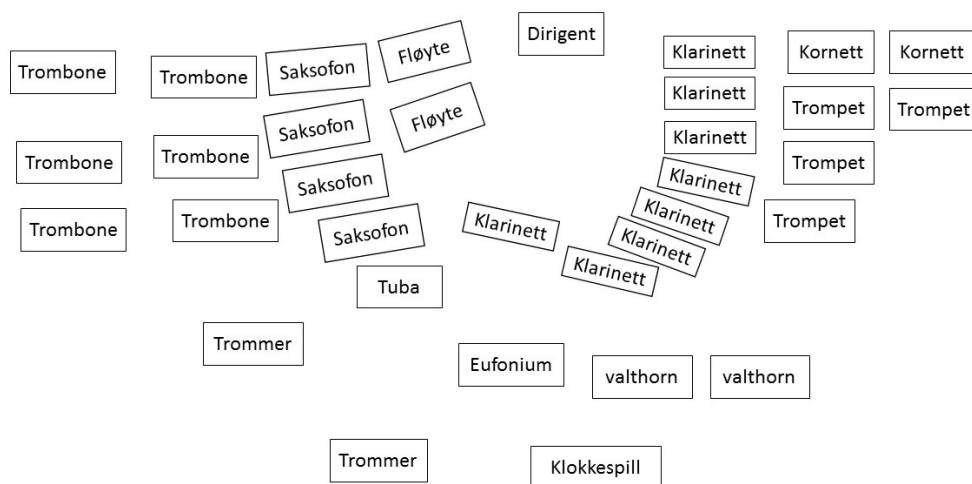 Dirigent
Trombone
Trombone
Saksofon
Fløyte
Klarinett
Kornett
Kornett
Saksofon
Fløyte
Klarinett
Trompet
Trompet
Trombone
Trombone
Saksofon
Klarinett
Trompet
Klarinett
Trombone
Trombone
Saksofon
Klarinett
Klarinett
Klarinett
Trompet
Klarinett
Tuba
Trommer
Eufonium
valthorn
valthorn
Trommer
Klokkespill